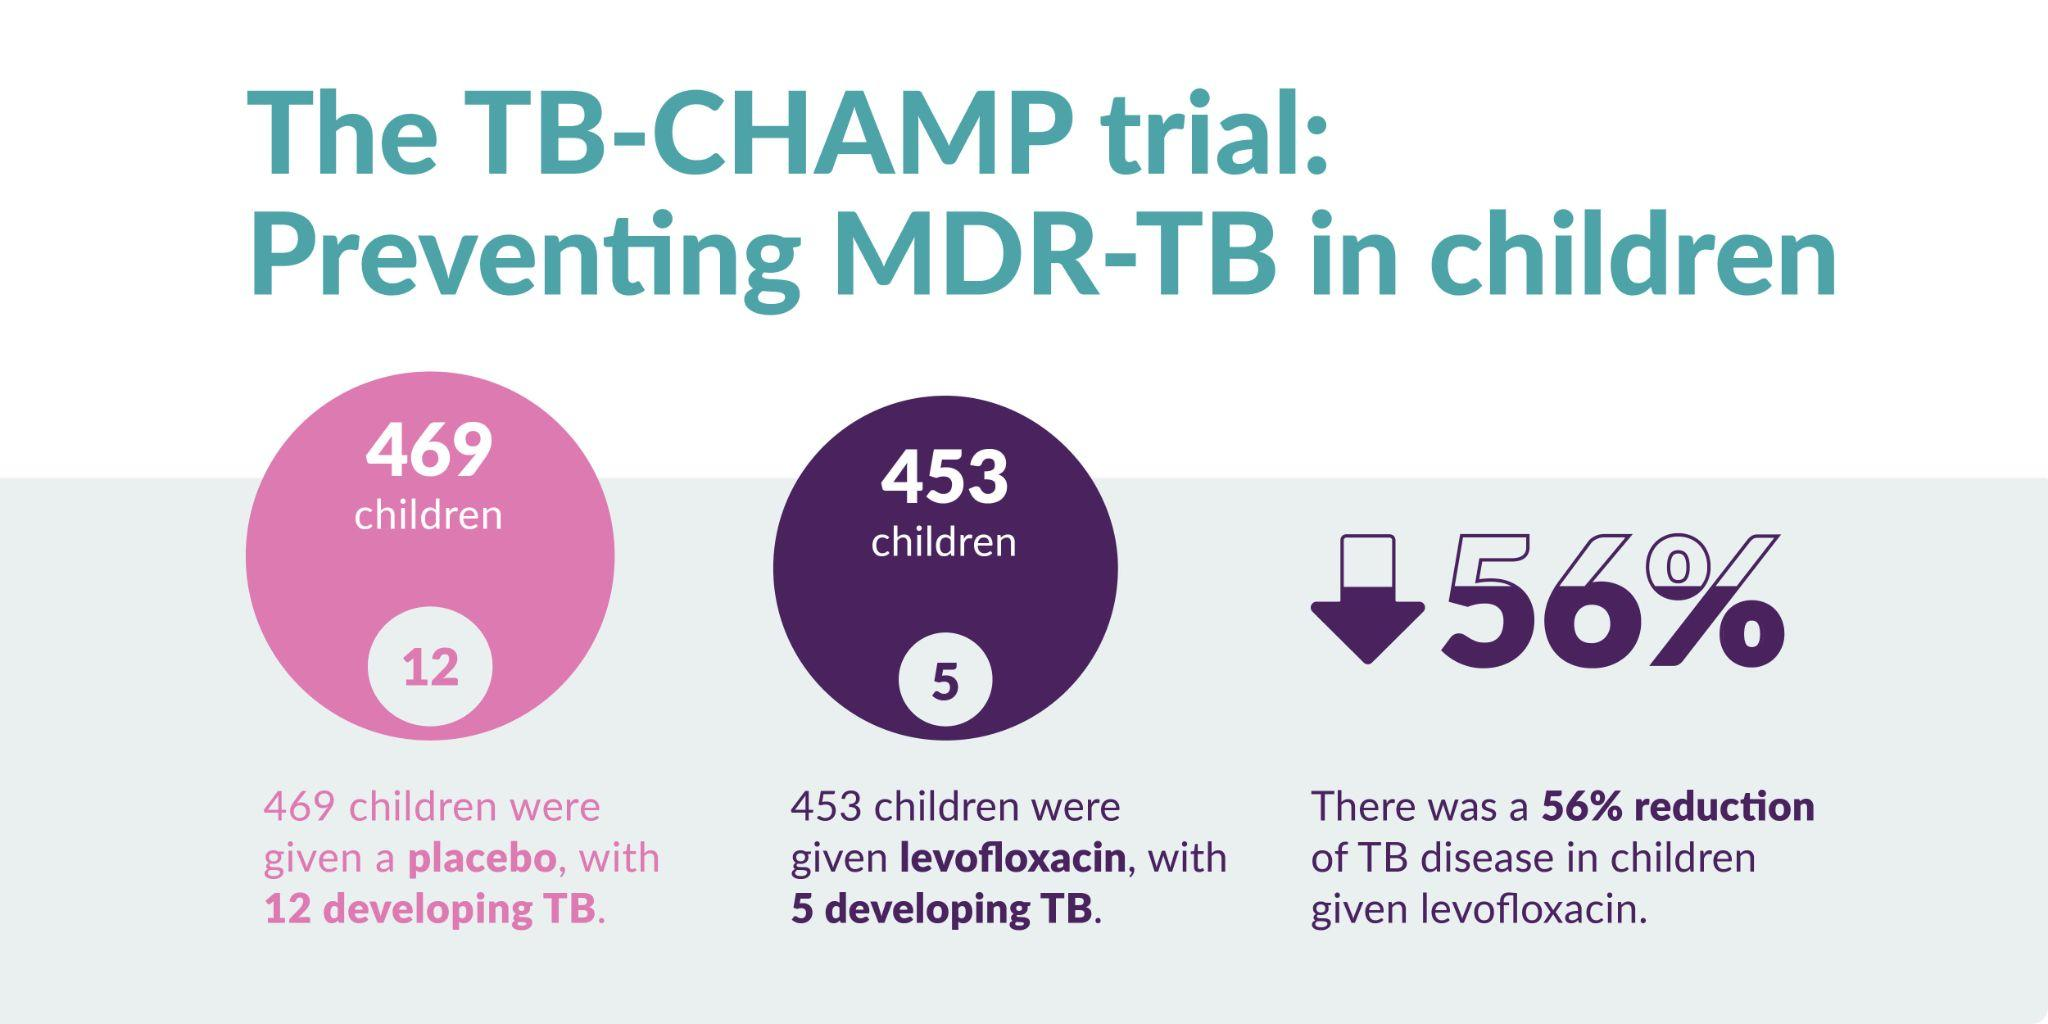 The TB-CHAMP trial:
Preventing MDR-TB in children
469
children
12
469 children were
given a placebo, with
12 developing TB.
453
children
5
453 children were
given levofloxacin, with
5 developing TB.
56%
There was a 56% reduction
of TB disease in children
given levofloxacin.